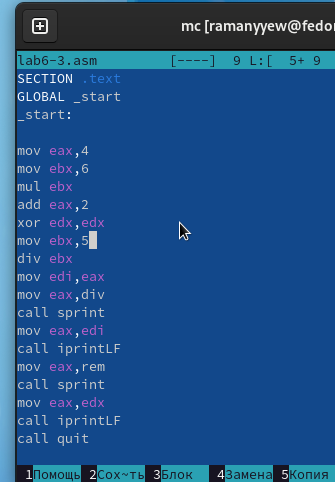 mc [ramanyyew@fedor
lab6-3.asm [----] 9 L:[ 5+ 9
SECTION .text
GLOBAL _start
_start:
mov eax,4
mov ebx,6
mul ebx
add eax,2
xor edx,edx
mov ebx,5
div ebx
mov edi,eax
mov eax,div
call sprint
mov eax,edi
call iprintLF
mov eax,rem
call sprint
mov eax,edx
call iprintLF
call quit
1Помощь 2Сох~ть 3Блок 4Замена 5Копия